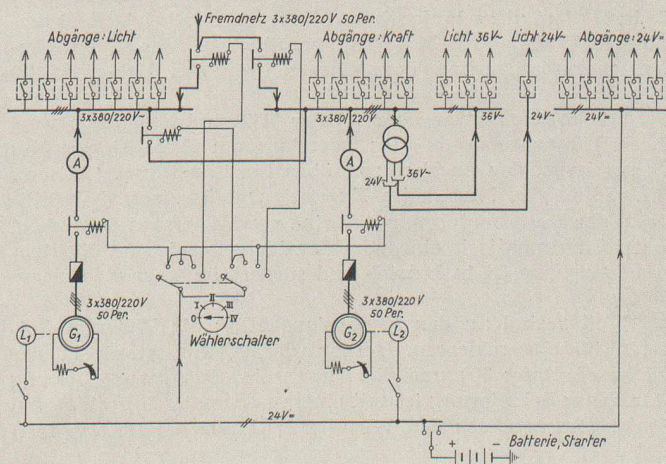 Fremdnetz 3x380/220V 50 Per.
Abgänge: Licht
Abgänge: Kraft
Licht 36V~
Licht 24V~
Abgänge: 24V=
3x380/220V~
3x380/220V
36V~
24V~
24V=
A
A
24V~
36V~
3x380/220V
50 Per.
L1
G1
I
II
III
0
IV
Wählerschalter
3x380/220V
50 Per.
G2
L2
24V=
+
-
Batterie, Starter